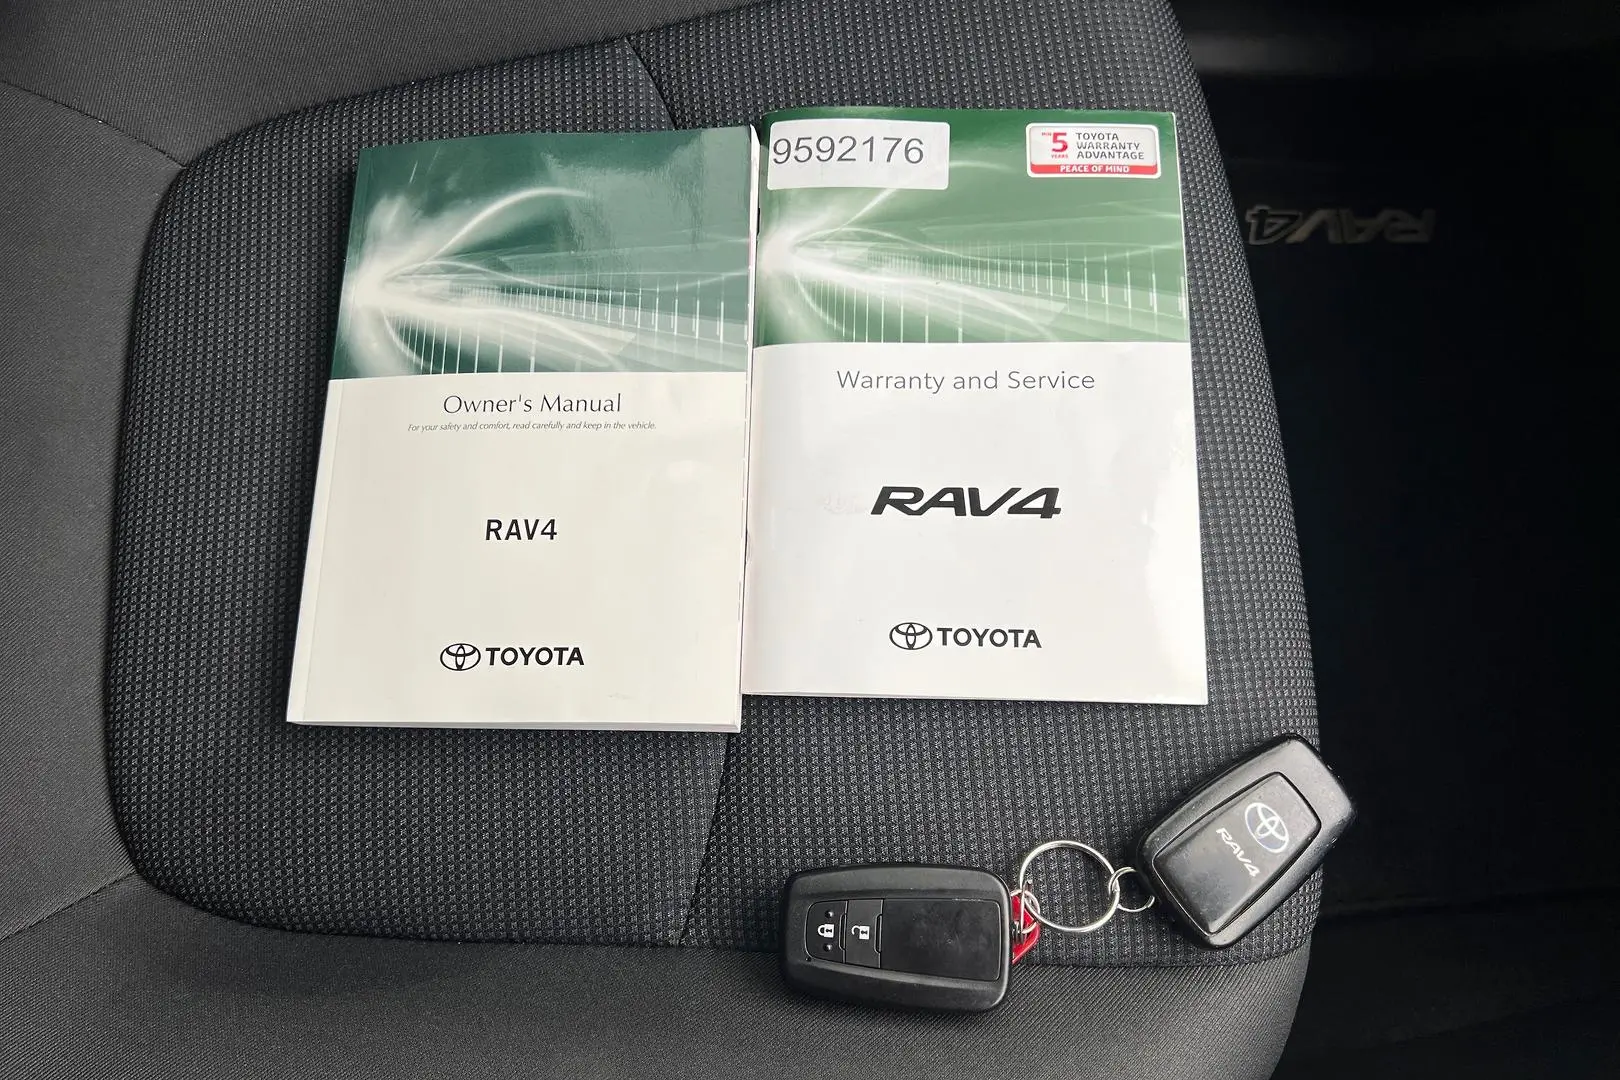 Owner's Manual
For your safety and comfort, read carefully and keep in the vehicle.
RAV4
TOYOTA
9592176
MIN 5 YEARS
TOYOTA
WARRANTY
ADVANTAGE
PEACE OF MIND
Warranty and Service
RAV4
TOYOTA
RAV4
RAV4